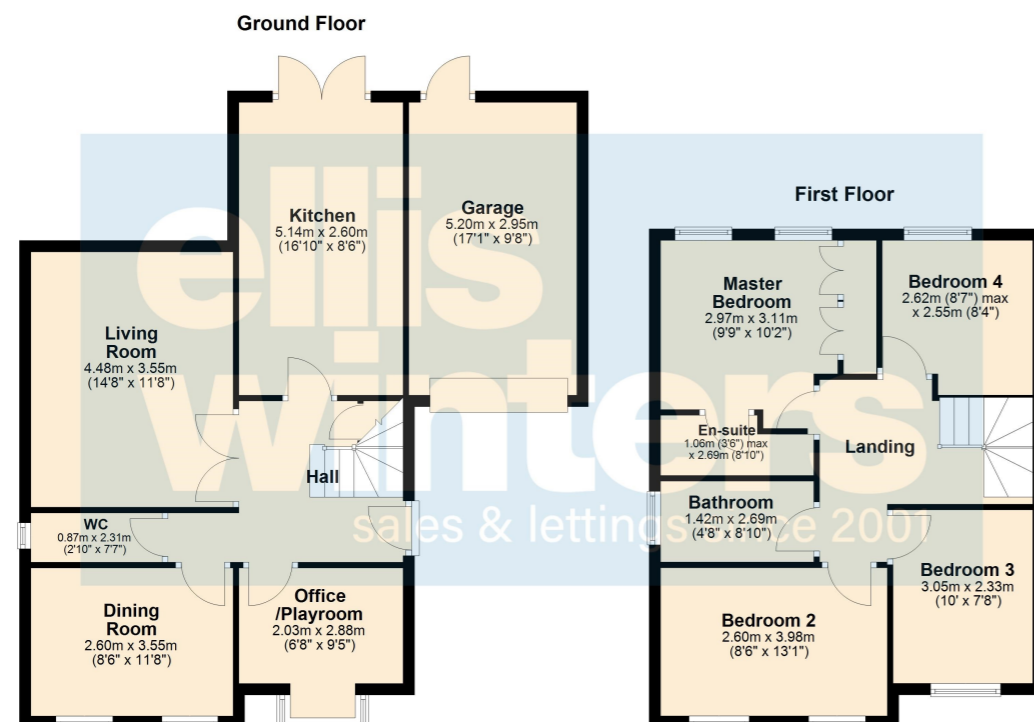 Ground Floor
Kitchen
5.14m x 2.60m
(16'10" x 8'6")
Garage
5.20m x 2.95m
(17'1" x 9'8")
Living
Room
4.48m x 3.55m
(14'8" x 11'8")
Hall
WC
0.87m x 2.31m
(2'10" x 7'7")
Dining
Room
2.60m x 3.55m
(8'6" x 11'8")
Office
/Playroom
2.03m x 2.88m
(6'8" x 9'5")
First Floor
Master
Bedroom
2.97m x 3.11m
(9'9" x 10'2")
Bedroom 4
2.62m (8'7") max
x 2.55m (8'4")
En-suite
1.06m (3'6") max
x 2.69m (8'10")
Landing
Bathroom
1.42m x 2.69m
(4'8" x 8'10")
Bedroom 3
3.05m x 2.33m
(10' x 7'8")
Bedroom 2
2.60m x 3.98m
(8'6" x 13'1")
ellis
winters
sales & lettings since 2001